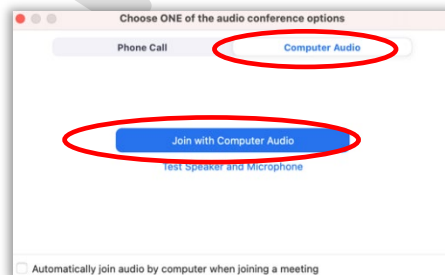 Choose ONE of the audio conference options
Phone Call
Computer Audio
Join with Computer Audio
Test Speaker and Microphone
Automatically join audio by computer when joining a meeting